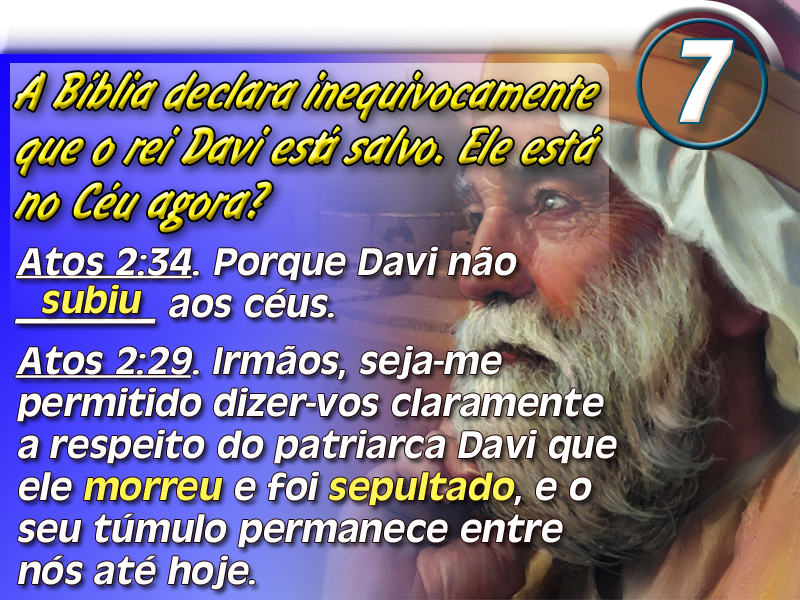 7
A Bíblia declara inequivocamente
que o rei Davi está salvo. Ele está
no Céu agora?
Atos 2:34. Porque Davi não
subiu aos céus.
Atos 2:29. Irmãos, seja-me
permitido dizer-vos claramente
a respeito do patriarca Davi que
ele morreu e foi sepultado, e o
seu túmulo permanece entre
nós até hoje.